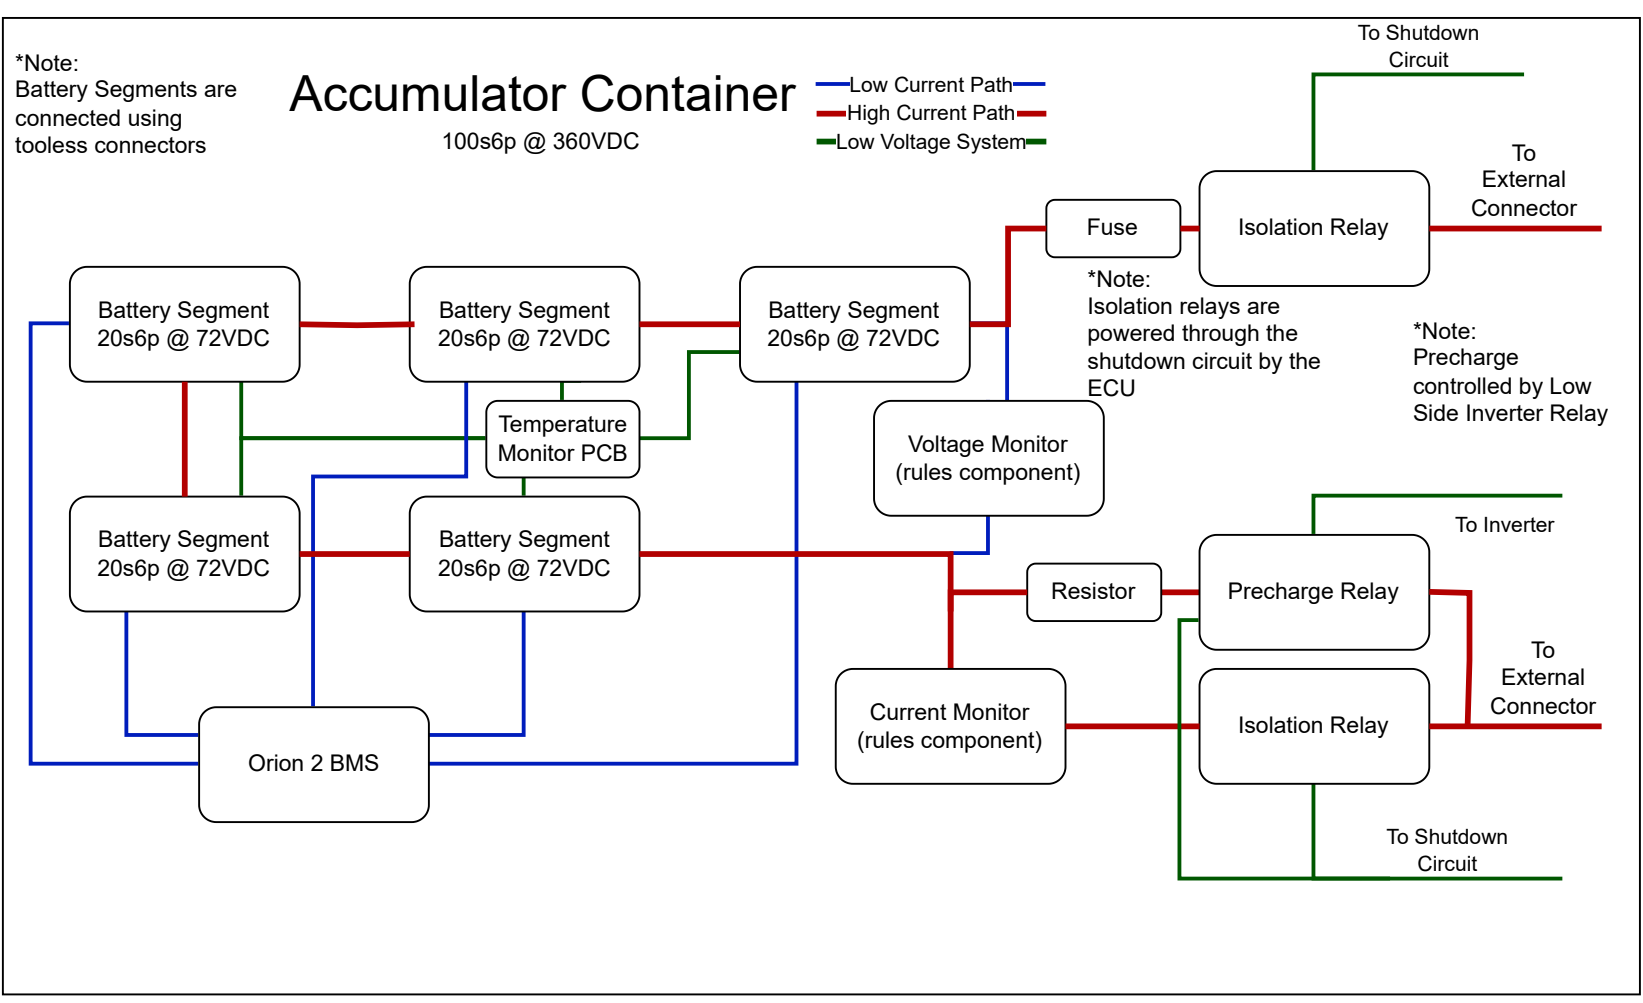 *Note:
Battery Segments are
connected using
tooless connectors
Accumulator Container
100s6p @ 360VDC
Low Current Path
High Current Path
Low Voltage System
To Shutdown
Circuit
To
External
Connector
Fuse
Isolation Relay
*Note:
Isolation relays are
powered through the
shutdown circuit by the
ECU
*Note:
Precharge
controlled by Low
Side Inverter Relay
Battery Segment
20s6p @ 72VDC
Battery Segment
20s6p @ 72VDC
Battery Segment
20s6p @ 72VDC
Temperature
Monitor PCB
Voltage Monitor
(rules component)
Battery Segment
20s6p @ 72VDC
Battery Segment
20s6p @ 72VDC
To Inverter
Resistor
Precharge Relay
To
External
Connector
Current Monitor
(rules component)
Isolation Relay
Orion 2 BMS
To Shutdown
Circuit